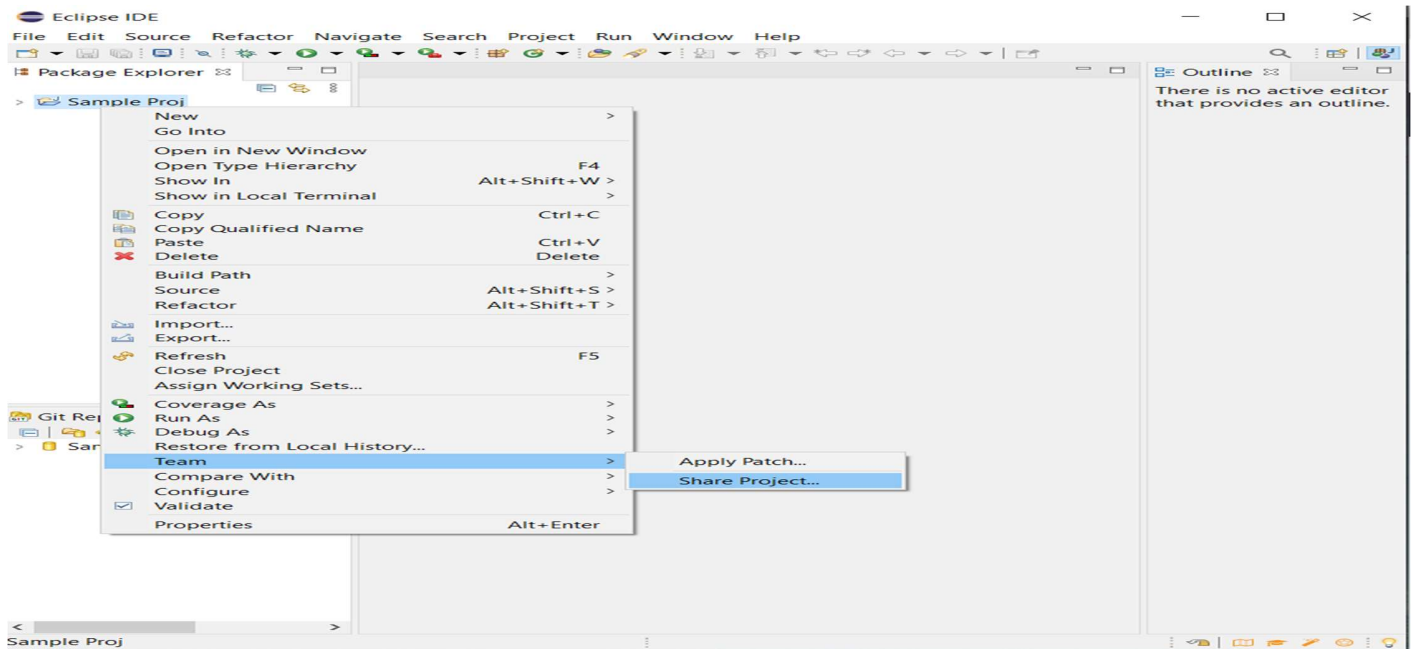 Eclipse IDE
File Edit Source Refactor Navigate Search Project Run Window Help
Package Explorer
Sample Proj
New
Go Into
Open in New Window
Open Type Hierarchy F4
Show In Alt+Shift+W >
Show in Local Terminal >
Copy Ctrl+C
Copy Qualified Name
Paste Ctrl+V
Delete Delete
Build Path >
Source Alt+Shift+S >
Refactor Alt+Shift+T >
Import...
Export...
Refresh F5
Close Project
Assign Working Sets...
Coverage As >
Run As >
Debug As >
Restore from Local History...
Team >
Compare With >
Configure >
Validate
Properties Alt+Enter
Apply Patch...
Share Project...
Git Rep
Sar
Outline
There is no active editor
that provides an outline.
Sample Proj